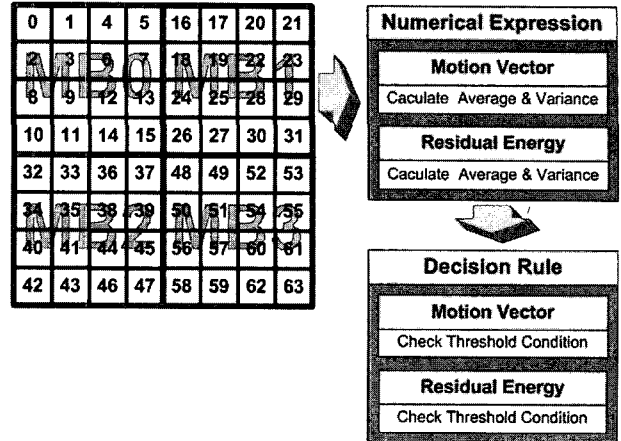 0 1 4 5 16 17 20 21
2 3 6 7 18 19 22 23
MB0 MB1
8 9 12 13 24 25 28 29
10 11 14 15 26 27 30 31
32 33 36 37 48 49 52 53
34 35 38 39 50 51 54 55
MB2 MB3
40 41 44 45 56 57 60 61
42 43 46 47 58 59 62 63
Numerical Expression
Motion Vector
Caculate Average & Variance
Residual Energy
Caculate Average & Variance
Decision Rule
Motion Vector
Check Threshold Condition
Residual Energy
Check Threshold Condition